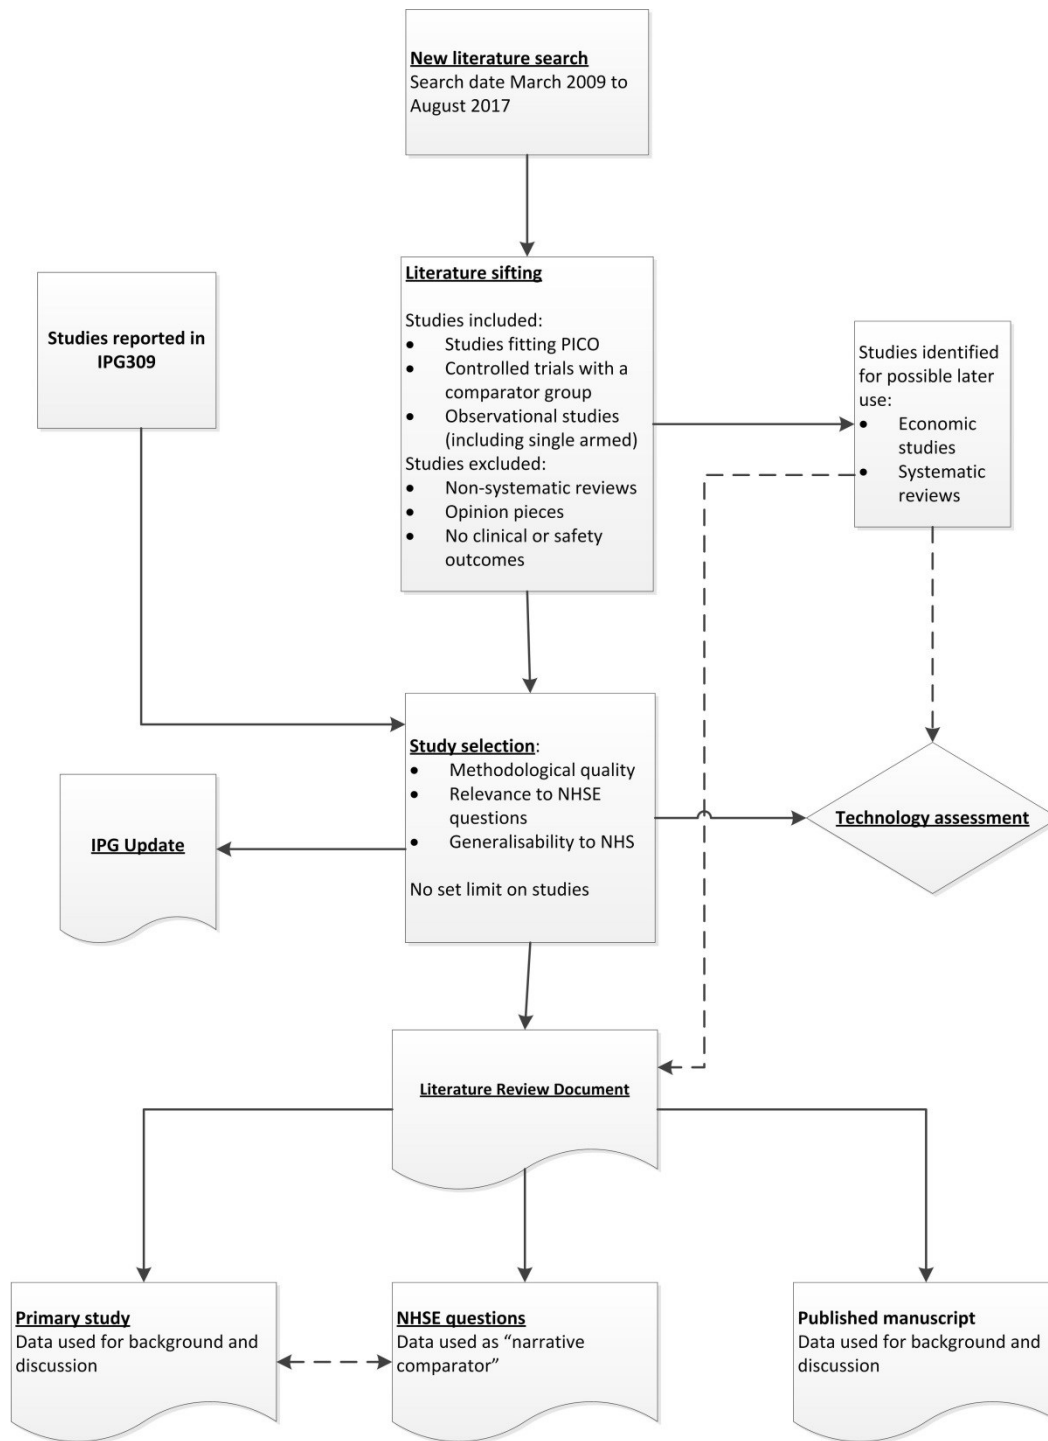 New literature search
Search date March 2009 to
August 2017
Literature sifting
Studies included:
● Studies fitting PICO
● Controlled trials with a
comparator group
● Observational studies
(including single armed)
Studies excluded:
● Non-systematic reviews
● Opinion pieces
● No clinical or safety
outcomes
Studies reported in
IPG309
Studies identified
for possible later
use:
● Economic
studies
● Systematic
reviews
Study selection:
● Methodological quality
● Relevance to NHSE
questions
● Generalisability to NHS
No set limit on studies
IPG Update
Technology assessment
Literature Review Document
Primary study
Data used for background and
discussion
NHSE questions
Data used as “narrative
comparator”
Published manuscript
Data used for background and
discussion